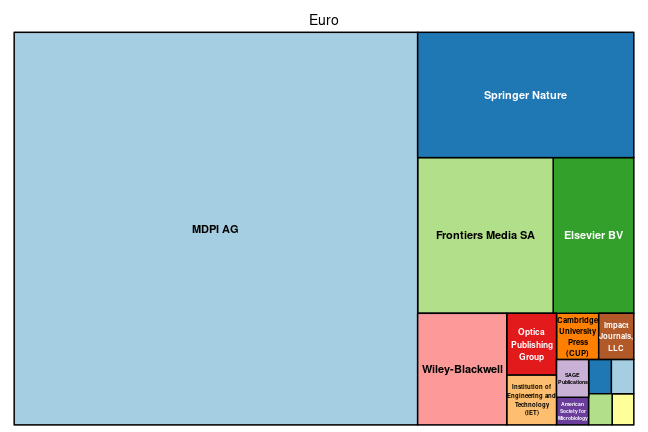 Euro
MDPI AG
Springer Nature
Frontiers Media SA
Elsevier BV
Wiley-Blackwell
Optica
Publishing
Group
Institution of
Engineering and
Technology
(IET)
Cambridge
University
Press
(CUP)
Impact
Journals,
LLC
SAGE
Publications
American
Society for
Microbiology